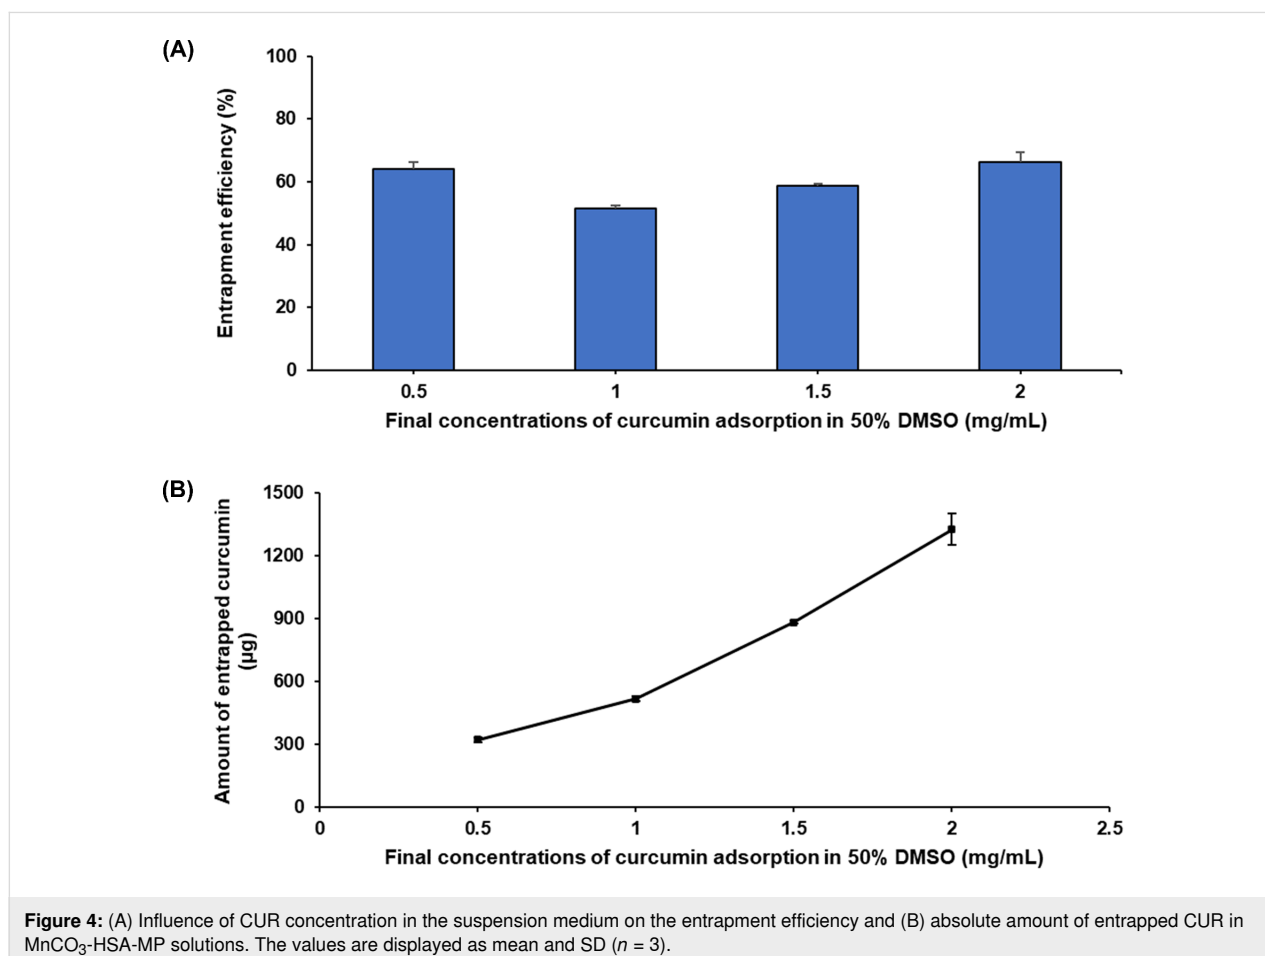 (A)
Entrapment efficiency (%)
100
80
60
40
20
0
0.5 1 1.5 2
Final concentrations of curcumin adsorption in 50% DMSO (mg/mL)
(B)
Amount of entrapped curcumin
(µg)
1500
1200
900
600
300
0
0 0.5 1 1.5 2 2.5
Final concentrations of curcumin adsorption in 50% DMSO (mg/mL)
Figure 4: (A) Influence of CUR concentration in the suspension medium on the entrapment efficiency and (B) absolute amount of entrapped CUR in
MnCO₃-HSA-MP solutions. The values are displayed as mean and SD (n = 3).